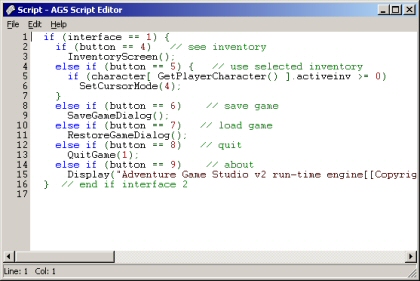 Script - AGS Script Editor
File Edit Help
1 if (interface == 1) {
2 if (button == 4) // see inventory
3 InventoryScreen();
4 else if (button == 5) { // use selected inventory
5 if (character[ GetPlayerCharacter() ].activeinv >= 0)
6 SetCursorMode(4);
7 }
8 else if (button == 6) // save game
9 SaveGameDialog();
10 else if (button == 7) // load game
11 RestoreGameDialog();
12 else if (button == 8) // quit
13 QuitGame(1);
14 else if (button == 9) // about
15 Display("Adventure Game Studio v2 run-time engine[[Copyrig
16 } // end if interface 2
17
Line: 1 Col: 1